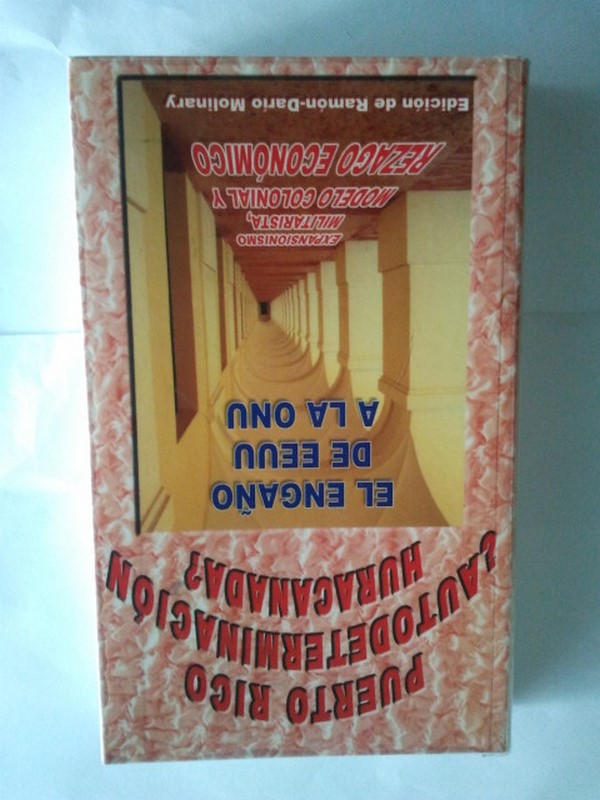 PUERTO RICO
¿AUTODETERMINACIÓN
HURACANADA?
EL ENGAÑO
DE EEUU
A LA ONU
EXPANSIONISMO
MILITARISTA,
MODELO COLONIAL Y
REZAGO ECONÓMICO
Edición de Ramón-Darío Molinary